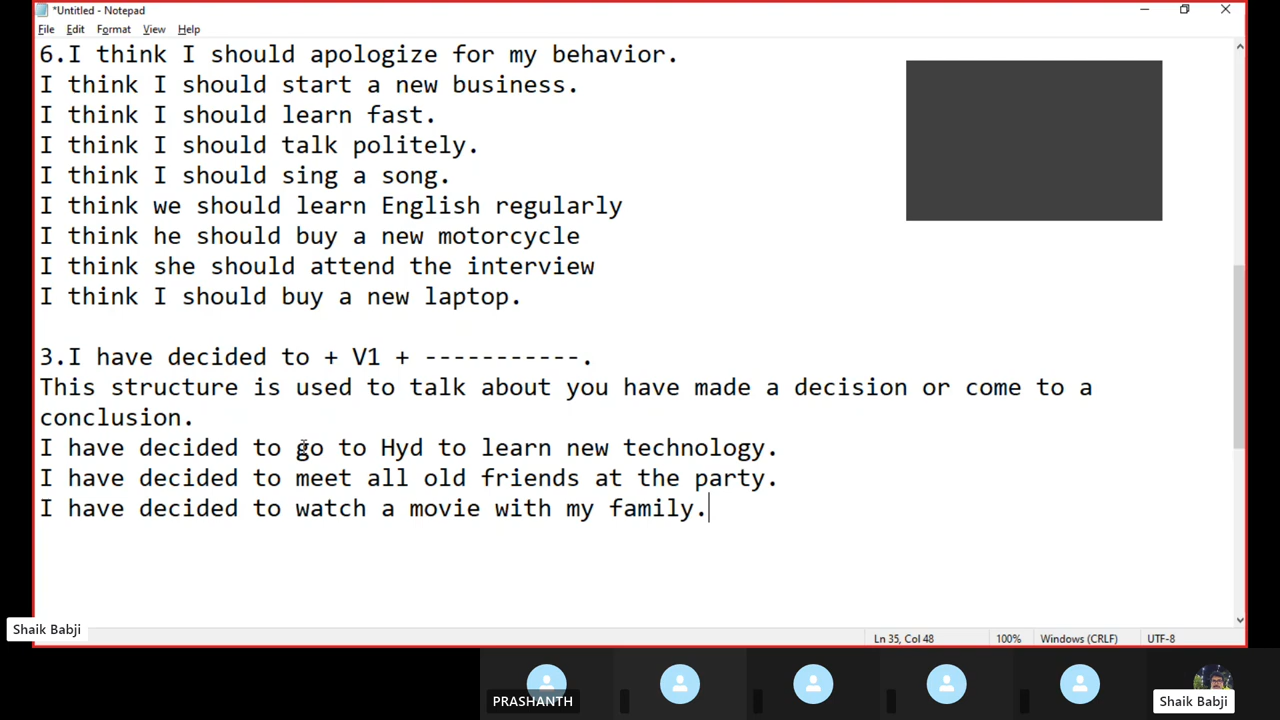 *Untitled - Notepad
File Edit Format View Help
6.I think I should apologize for my behavior.
I think I should start a new business.
I think I should learn fast.
I think I should talk politely.
I think I should sing a song.
I think we should learn English regularly
I think he should buy a new motorcycle
I think she should attend the interview
I think I should buy a new laptop.
3.I have decided to + V1 + -----------.
This structure is used to talk about you have made a decision or come to a
conclusion.
I have decided to go to Hyd to learn new technology.
I have decided to meet all old friends at the party.
I have decided to watch a movie with my family.
Shaik Babji
Ln 35, Col 48 100% Windows (CRLF) UTF-8
PRASHANTH
Shaik Babji